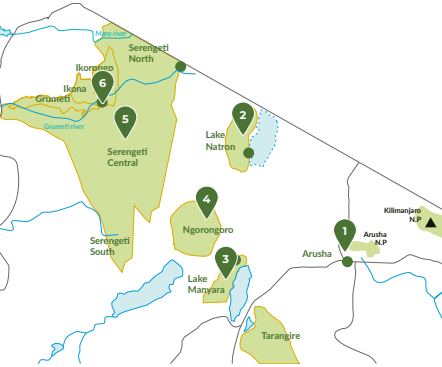 Mara river
Serengeti
North
Ikorongo
6
Ikona
Grumeti
Grumeti river
5
Serengeti
Central
2
Lake
Natron
4
Ngorongoro
Serengeti
South
3
Lake
Manyara
1
Arusha
Arusha
N.P
Kilimanjaro
N.P
Tarangire